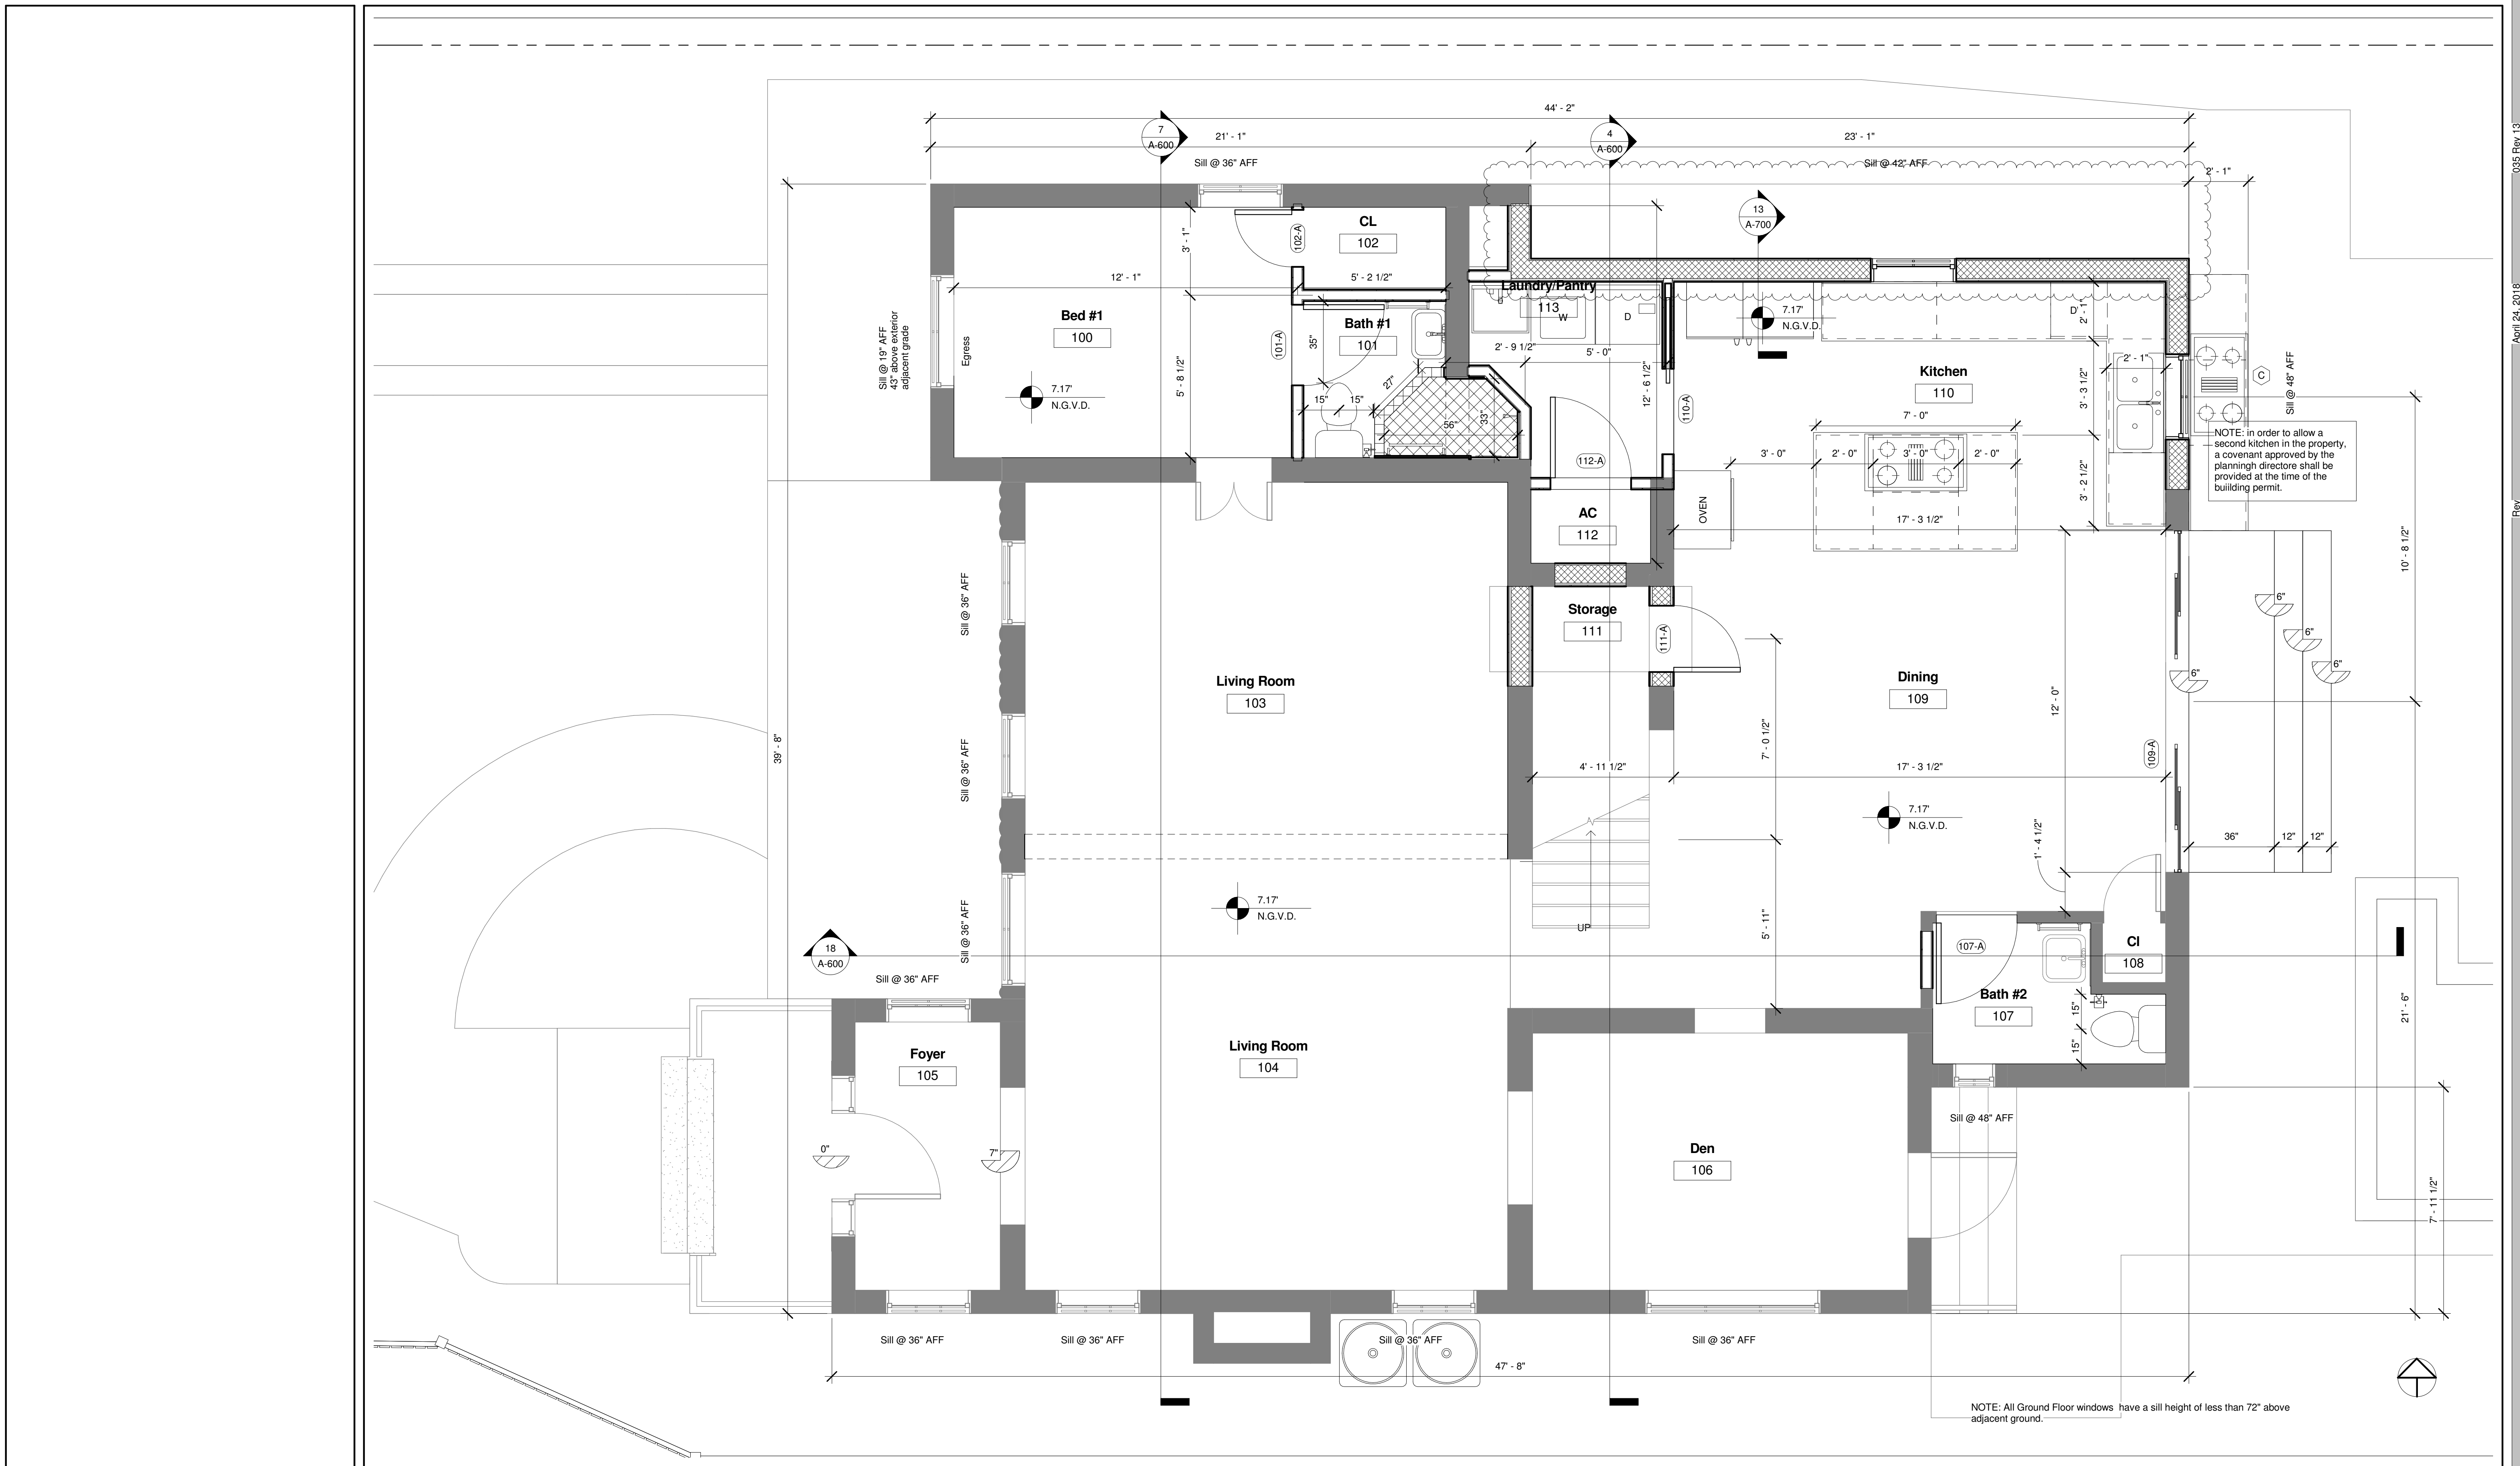 44' - 2"
7
A-600
21' - 1"
4
A-600
23' - 1"
Sill @ 36" AFF
Sill @ 42" AFF
2' - 1"
035 Rev 13
April 24, 2018
Rev
CL
102
102-A
3' - 1"
13
A-700
12' - 1"
5' - 2 1/2"
Laundry/Pantry
113
W
D
7.17'
N.G.V.D.
D
2' - 1"
Bed #1
100
Bath #1
101
101-A
35"
Sill @ 19" AFF
43" above exterior
adjacent grade
Egress
2' - 9 1/2"
5' - 0"
2' - 1"
Kitchen
110
C
Sill @ 48" AFF
7.17'
N.G.V.D.
5' - 8 1/2"
15"
15"
27"
56"
33"
12' - 6 1/2"
110-A
7' - 0"
3' - 3 1/2"
NOTE: in order to allow a
second kitchen in the property,
a covenant approved by the
planningh directore shall be
provided at the time of the
buiilding permit.
112-A
3' - 0"
2' - 0"
3' - 0"
2' - 0"
3' - 2 1/2"
AC
112
OVEN
17' - 3 1/2"
10' - 8 1/2"
Sill @ 36" AFF
Storage
111
111-A
6"
6"
6"
6"
Living Room
103
Dining
109
12' - 0"
39' - 8"
Sill @ 36" AFF
7' - 0 1/2"
109-A
4' - 11 1/2"
17' - 3 1/2"
7.17'
N.G.V.D.
1' - 4 1/2"
36"
12"
12"
7.17'
N.G.V.D.
UP
5' - 11"
Sill @ 36" AFF
18
A-600
Sill @ 36" AFF
107-A
Cl
108
Bath #2
107
15"
15"
21' - 6"
Foyer
105
Living Room
104
Sill @ 48" AFF
0"
7"
Den
106
7' - 11 1/2"
Sill @ 36" AFF
Sill @ 36" AFF
Sill @ 36" AFF
Sill @ 36" AFF
47' - 8"
NOTE: All Ground Floor windows have a sill height of less than 72" above
adjacent ground.